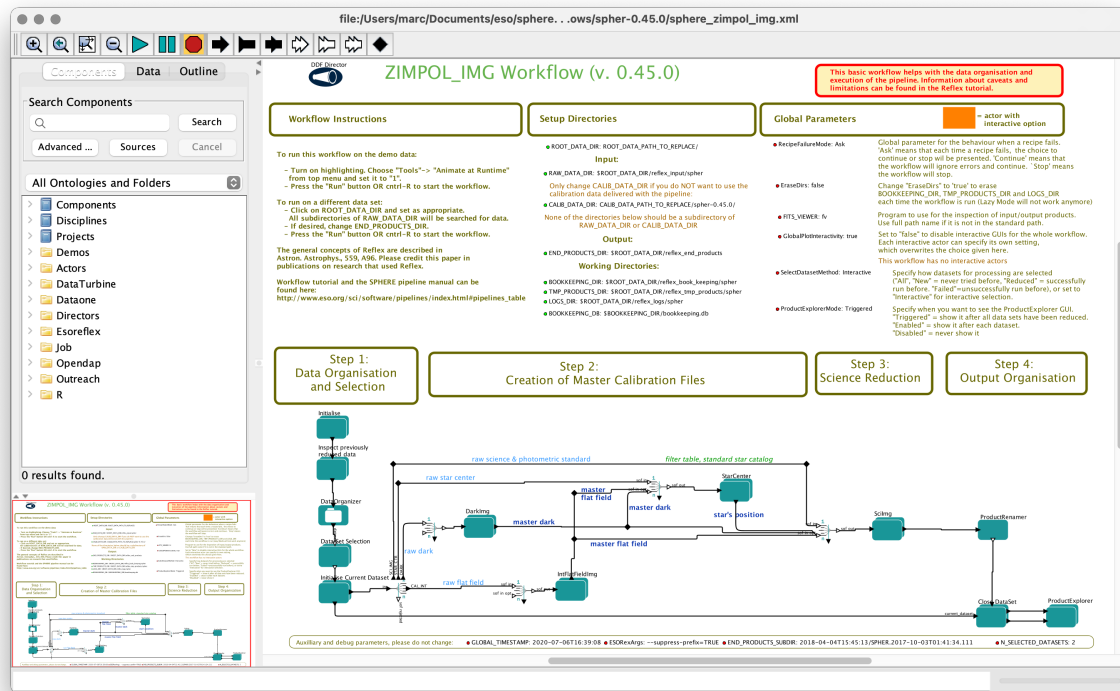 file:/Users/marc/Documents/eso/sphere. . .ows/spher-0.45.0/sphere_zimpol_img.xml
Components
Data
Outline
Search Components
Search
Advanced ...
Sources
Cancel
All Ontologies and Folders
Components
Disciplines
Projects
Demos
Actors
DataTurbine
Dataone
Directors
Esoreflex
Job
Opendap
Outreach
R
0 results found.
DDF Director
ZIMPOL_IMG Workflow (v. 0.45.0)
This basic workflow helps with the data organisation and
execution of the pipeline. Information about caveats and
limitations can be found in the Reflex tutorial.
Workflow Instructions
Setup Directories
Global Parameters
= actor with
interactive option
To run this workflow on the demo data:
- Turn on highlighting. Choose "Tools"-> "Animate at Runtime"
from top menu and set it to "1".
- Press the "Run" button OR cntrl-R to start the workflow.
To run on a different data set:
- Click on ROOT_DATA_DIR and set as appropriate.
All subdirectories of RAW_DATA_DIR will be searched for data.
- If desired, change END_PRODUCTS_DIR.
- Press the "Run" button OR cntrl-R to start the workflow.
The general concepts of Reflex are described in
Astron. Astrophys., 559, A96. Please credit this paper in
publications on research that used Reflex.
Workflow tutorial and the SPHERE pipeline manual can be
found here:
http://www.eso.org/sci/software/pipelines/index.html#pipelines_table
ROOT_DATA_DIR: ROOT_DATA_PATH_TO_REPLACE/
Input:
RAW_DATA_DIR: $ROOT_DATA_DIR/reflex_input/spher
Only change CALIB_DATA_DIR if you do NOT want to use the
calibration data delivered with the pipeline:
CALIB_DATA_DIR: CALIB_DATA_PATH_TO_REPLACE/spher-0.45.0/
None of the directories below should be a subdirectory of
RAW_DATA_DIR or CALIB_DATA_DIR
Output:
END_PRODUCTS_DIR: $ROOT_DATA_DIR/reflex_end_products
Working Directories:
BOOKKEEPING_DIR: $ROOT_DATA_DIR/reflex_book_keeping/spher
TMP_PRODUCTS_DIR: $ROOT_DATA_DIR/reflex_tmp_products/spher
LOGS_DIR: $ROOT_DATA_DIR/reflex_logs/spher
BOOKKEEPING_DB: $BOOKKEEPING_DIR/bookkeeping.db
RecipeFailureMode: Ask
Global parameter for the behaviour when a recipe fails.
'Ask' means that each time a recipe fails, the choice to
continue or stop will be presented. 'Continue' means that
the workflow will ignore errors and continue. `Stop' means
the workflow will stop.
EraseDirs: false
Change "EraseDirs" to 'true' to erase
BOOKKEEPING_DIR, TMP_PRODUCTS_DIR and LOGS_DIR
each time the workflow is run (Lazy Mode will not work anymore)
FITS_VIEWER: fv
Program to use for the inspection of input/output products.
Use full path name if it is not in the standard path.
GlobalPlotInteractivity: true
Set to "false" to disable interactive GUIs for the whole workflow.
Each interactive actor can specify its own setting,
which overwrites the choice given here.
This workflow has no interactive actors
SelectDatasetMethod: Interactive
Specify how datasets for processing are selected
("All", "New" = never tried before, "Reduced" = successfully
run before. "Failed"=unsuccessfully run before), or set to
"Interactive" for interactive selection.
ProductExplorerMode: Triggered
Specify when you want to see the ProductExplorer GUI.
"Triggered" = show it after all data sets have been reduced.
"Enabled" = show it after each dataset.
"Disabled" = never show it
Step 1:
Data Organisation
and Selection
Step 2:
Creation of Master Calibration Files
Step 3:
Science Reduction
Step 4:
Output Organisation
Initialise
Inspect previously
reduced data
DataOrganizer
DataSet Selection
Initialise Current Dataset
raw science & photometric standard
filter table, standard star catalog
raw star center
master
flat field
StarCenter
DarkImg
master dark
master dark
star's position
SciImg
ProductRenamer
raw dark
master flat field
raw flat field
IntFlatFieldImg
CAL_INT
sof in
sof out
sof in opt
Close DataSet
ProductExplorer
current_dataset
Auxilliary and debug parameters, please do not change:
GLOBAL_TIMESTAMP: 2020-07-06T16:39:08
ESORexArgs: --suppress-prefix=TRUE
END_PRODUCTS_SUBDIR: 2018-04-04T15:45:13/SPHER.2017-10-03T01:41:34.111
N_SELECTED_DATASETS: 2